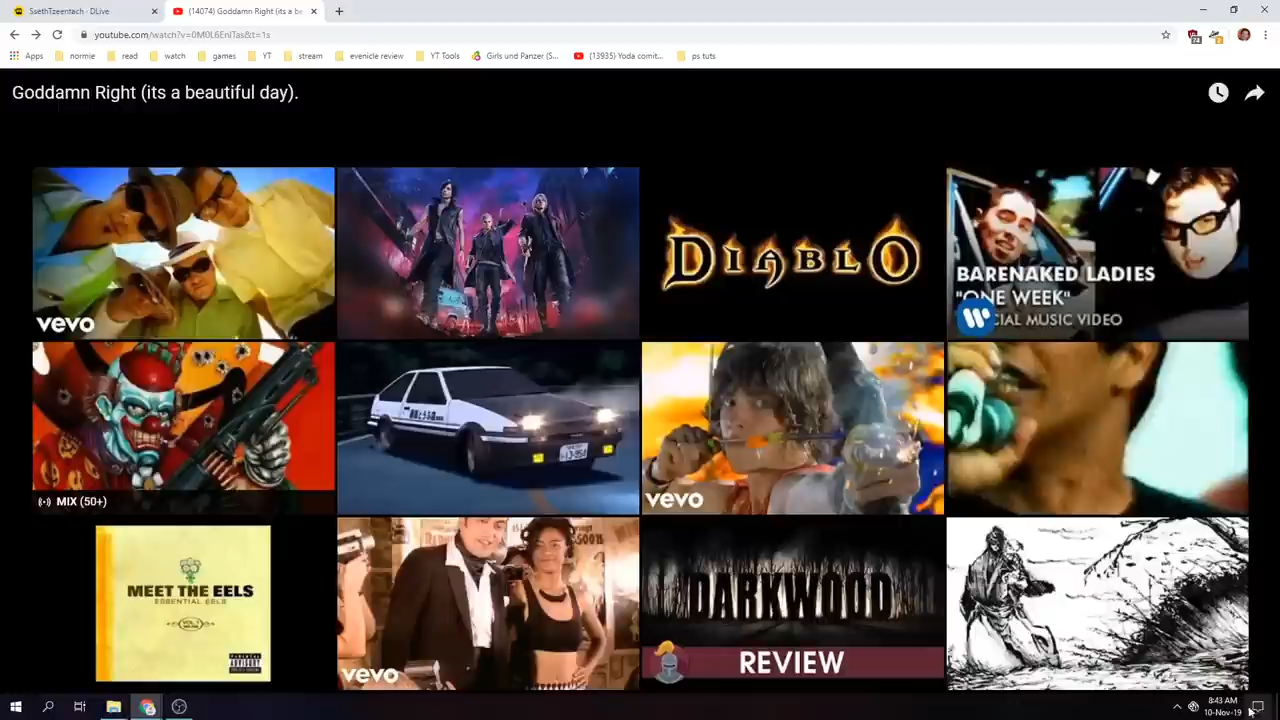 SsethTzeentach - DLive
(14074) Goddamn Right (its a be
youtube.com/watch?v=0M0L6EnITas&t=1s
74
2
Apps
normie
read
watch
games
YT
stream
evenicle review
YT Tools
Girls und Panzer (S...
(13935) Yoda comit...
ps tuts
Goddamn Right (its a beautiful day).
vevo
DIABLO
BARENAKED LADIES
"ONE WEEK"
CIAL MUSIC VIDEO
MIX (50+)
vevo
MEET THE EELS
ESSENTIAL EELS
vevo
DARKWOOD
REVIEW
8:43 AM
10-Nov-19